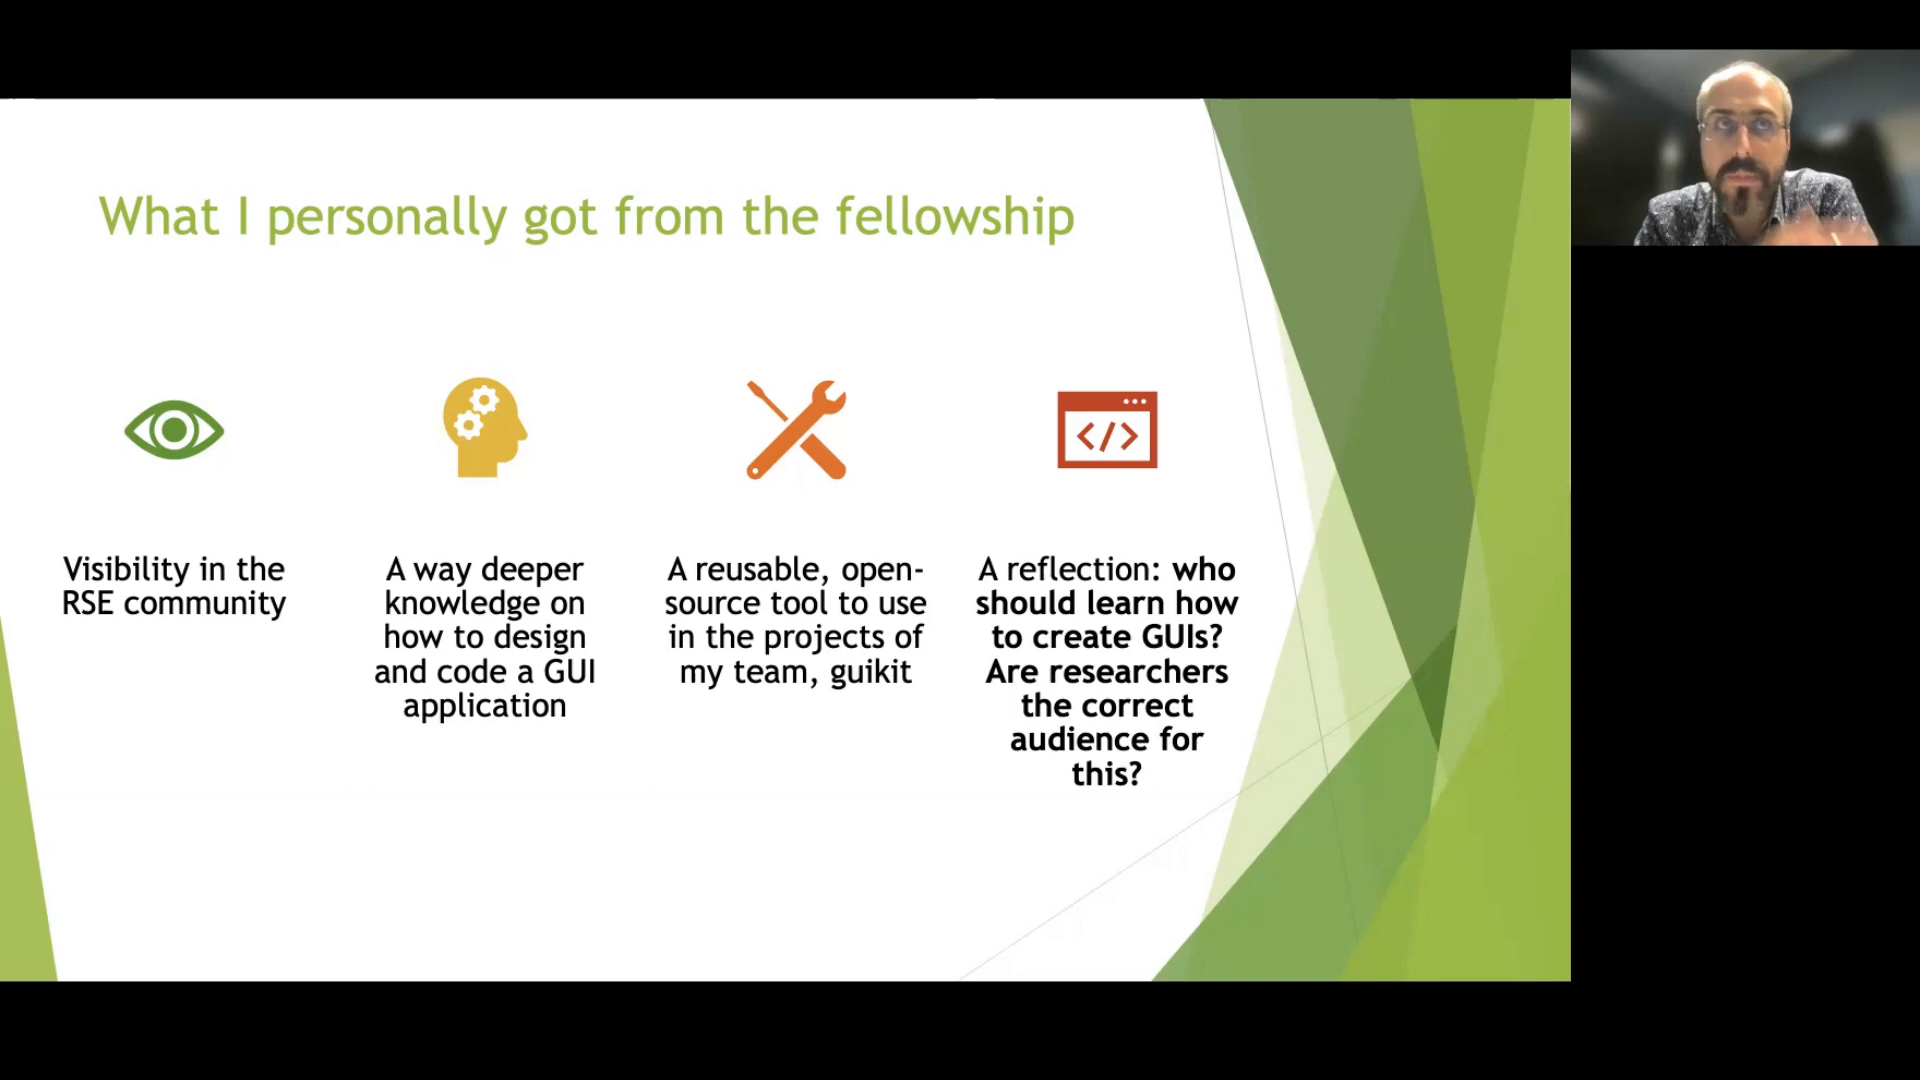 What I personally got from the fellowship
</>
Visibility in the
RSE community
A way deeper
knowledge on
how to design
and code a GUI
application
A reusable, open-
source tool to use
in the projects of
my team, guikit
A reflection: who
should learn how
to create GUIs?
Are researchers
the correct
audience for
this?